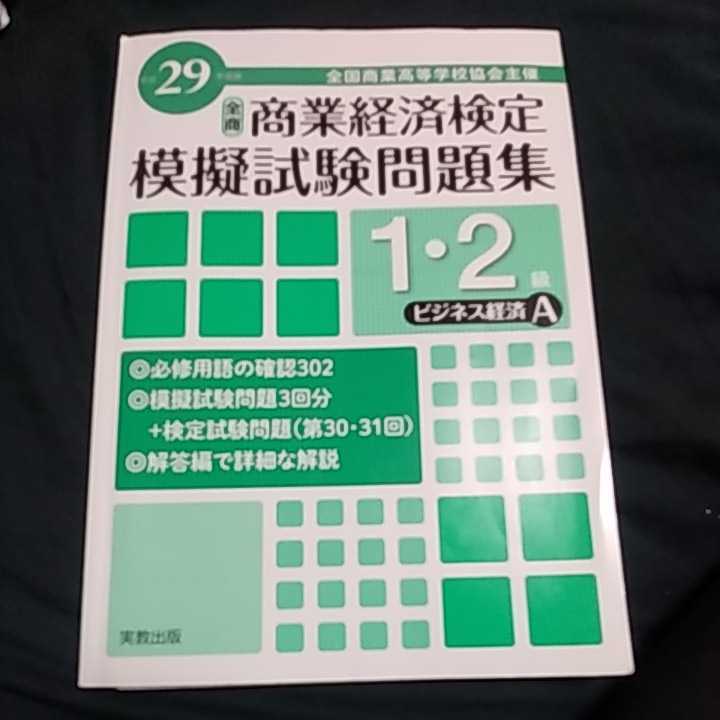 29
全国商業高等学校協会主催
全商 商業経済検定
模擬試験問題集
1・2級
ビジネス経済A
◎必修用語の確認302
◎模擬試験問題3回分
+検定試験問題(第30・31回)
◎解答編で詳細な解説
実教出版